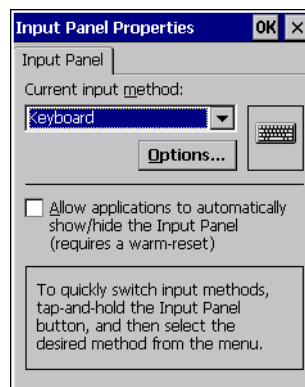 Input Panel Properties OK ×
Input Panel
Current input method:
Keyboard
Options...
Allow applications to automatically
show/hide the Input Panel
(requires a warm-reset)
To quickly switch input methods,
tap-and-hold the Input Panel
button, and then select the
desired method from the menu.